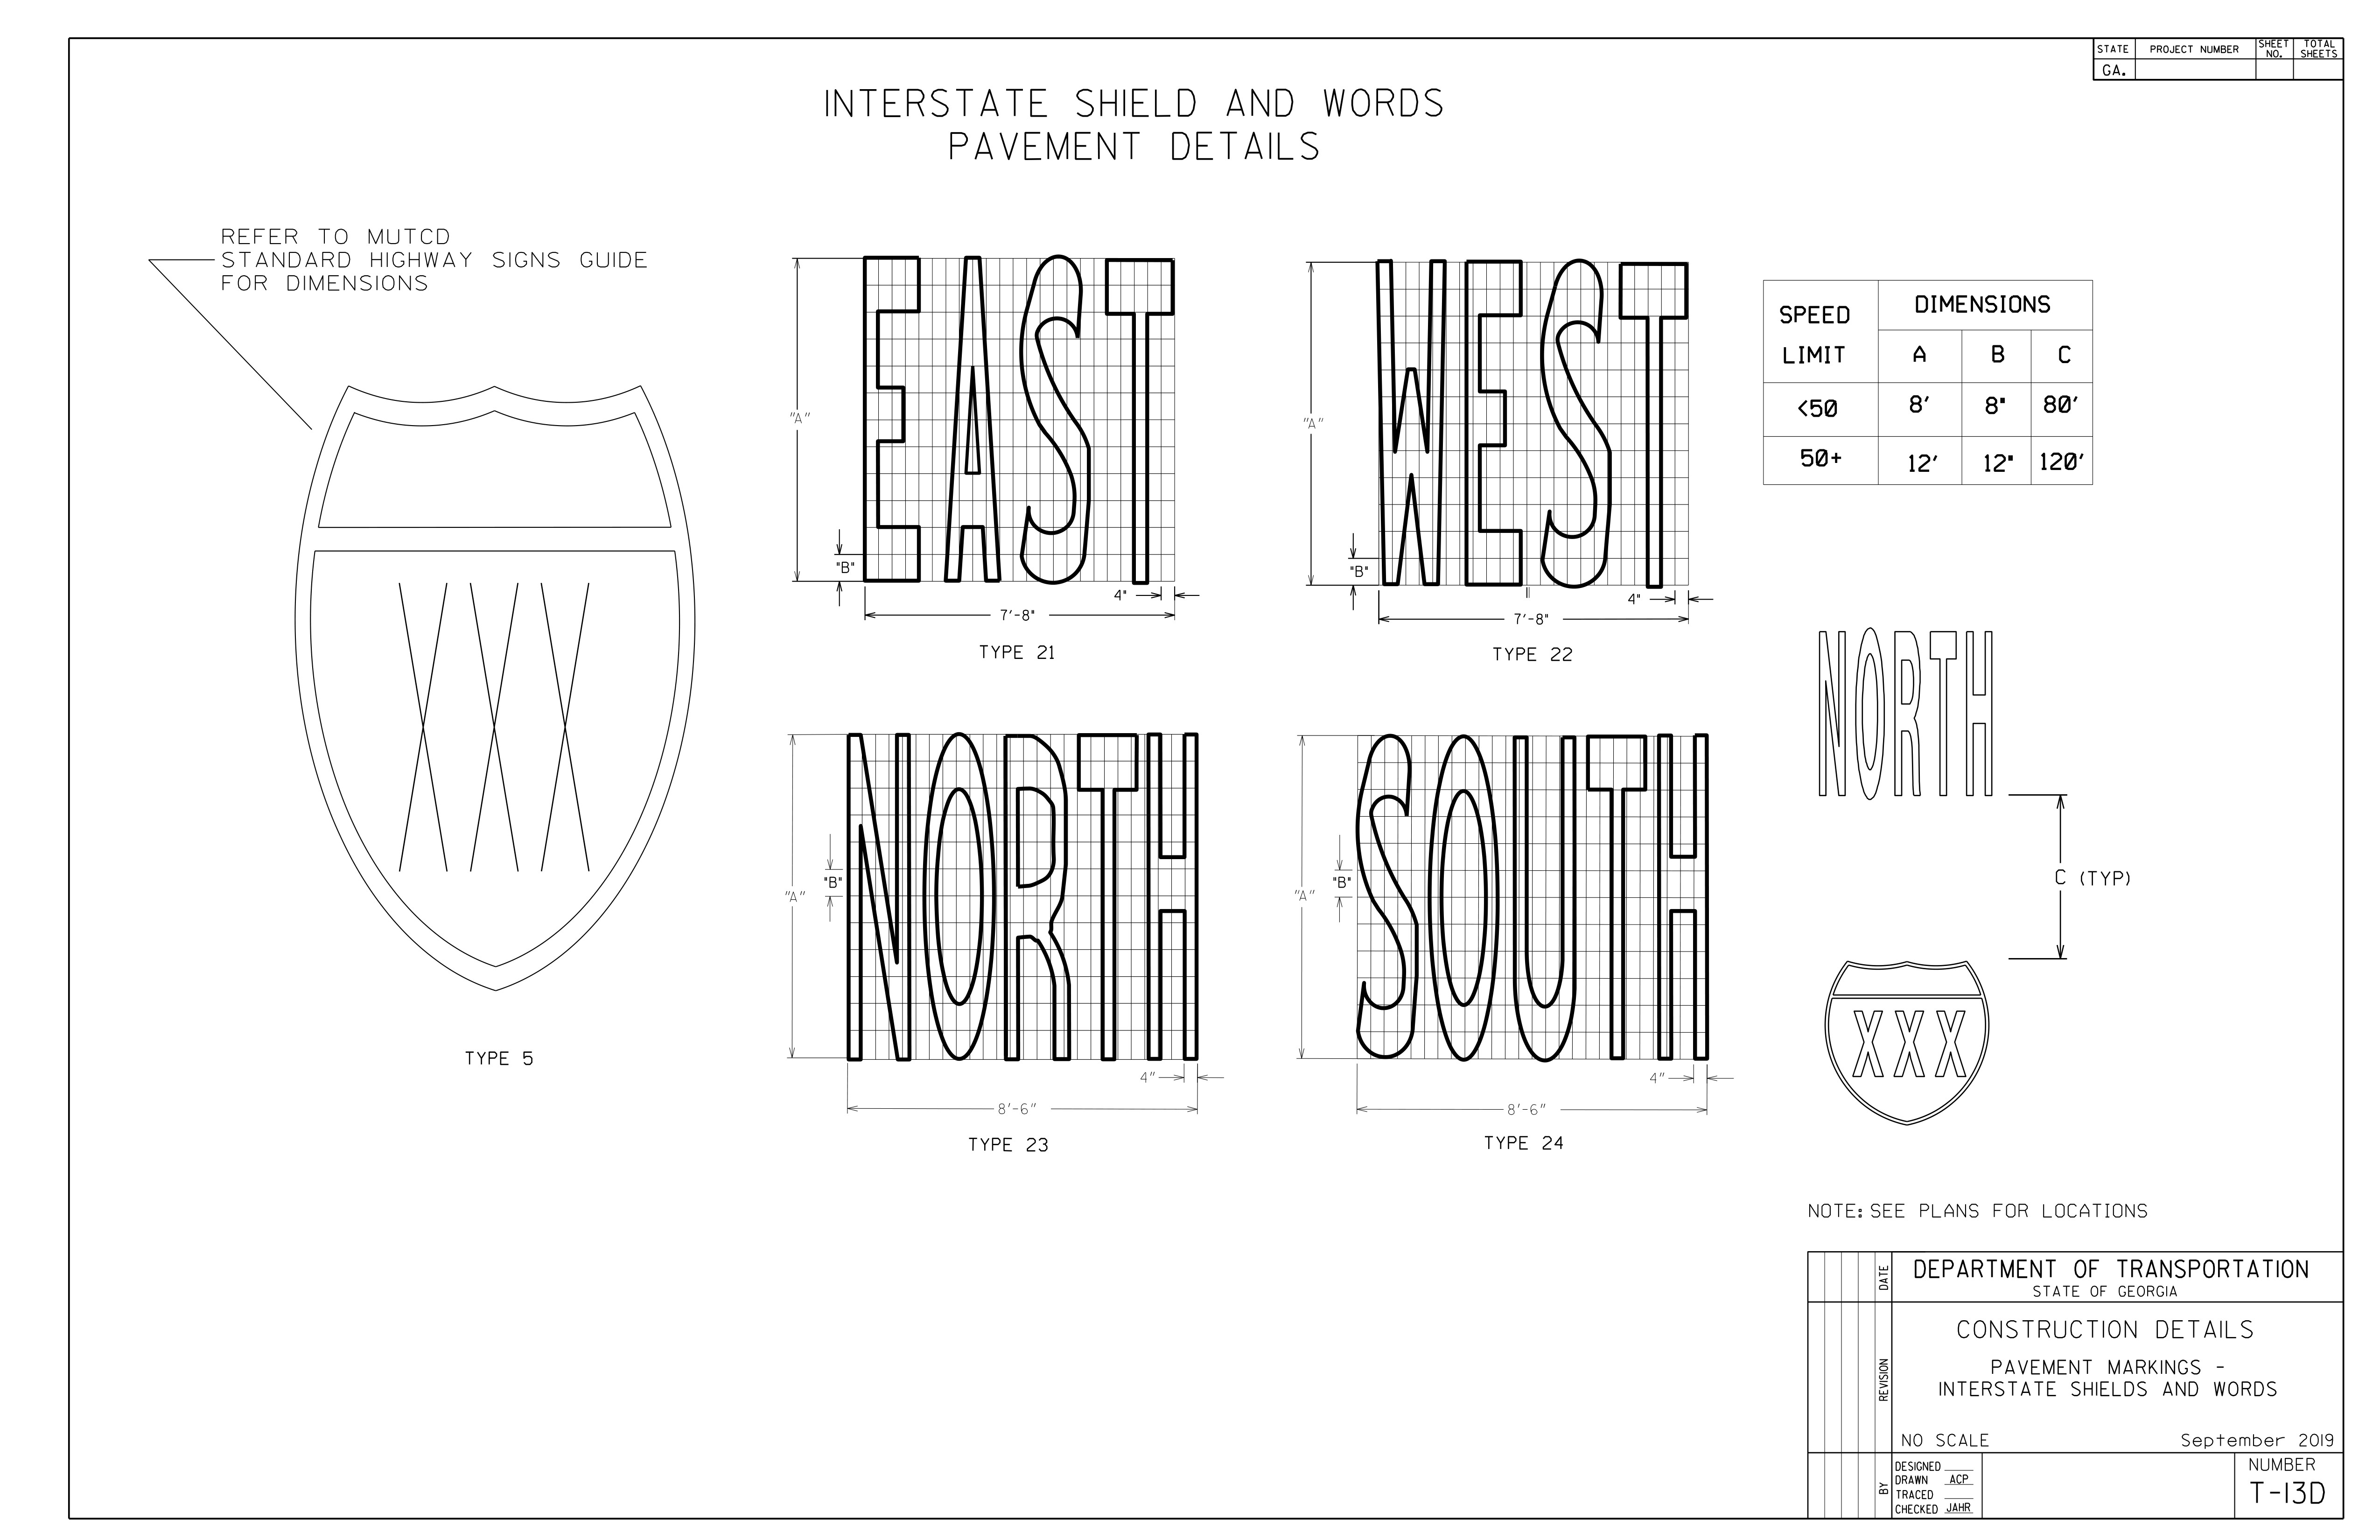 STATE PROJECT NUMBER SHEET NO. TOTAL SHEETS
GA.
INTERSTATE SHIELD AND WORDS
PAVEMENT DETAILS
REFER TO MUTCD
STANDARD HIGHWAY SIGNS GUIDE
FOR DIMENSIONS
XXX
TYPE 5
EAST
"A"
"B"
4"
7'-8"
TYPE 21
WEST
"A"
"B"
4"
7'-8"
TYPE 22
SPEED LIMIT DIMENSIONS
A B C
<50 8' 8" 80'
50+ 12' 12" 120'
NORTH
"A"
"B"
4"
8'-6"
TYPE 23
SOUTH
"A"
"B"
4"
8'-6"
TYPE 24
NORTH
C (TYP)
XXX
NOTE: SEE PLANS FOR LOCATIONS
DATE
REVISION
BY
DEPARTMENT OF TRANSPORTATION
STATE OF GEORGIA
CONSTRUCTION DETAILS
PAVEMENT MARKINGS -
INTERSTATE SHIELDS AND WORDS
NO SCALE September 2019
DESIGNED
DRAWN ACP
TRACED
CHECKED JAHR
NUMBER
T-13D